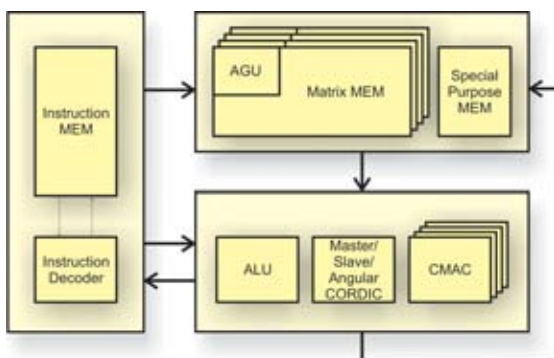 Instruction
MEM
Instruction
Decoder
AGU
Matrix MEM
Special
Purpose
MEM
ALU
Master/
Slave/
Angular
CORDIC
CMAC